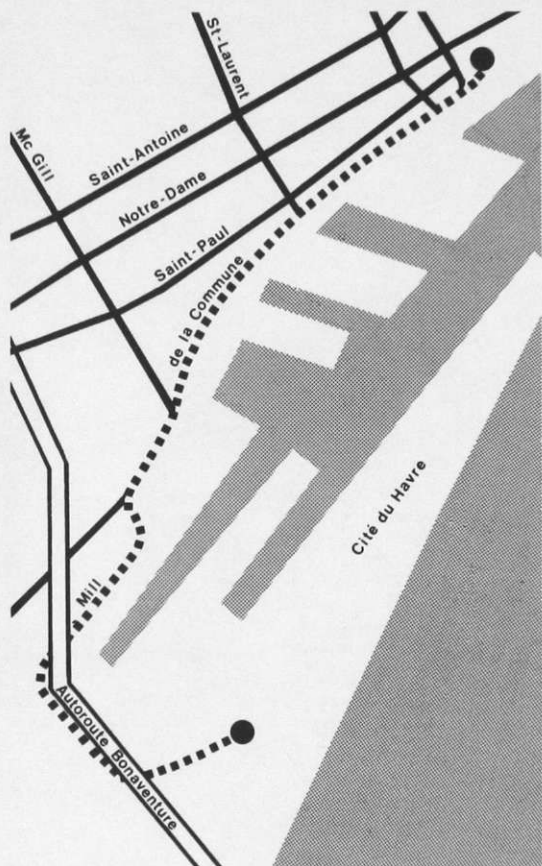 St-Laurent
Mc Gill
Saint-Antoine
Notre-Dame
Saint-Paul
de la Commune
Cité du Havre
Mill
Autoroute Bonaventure